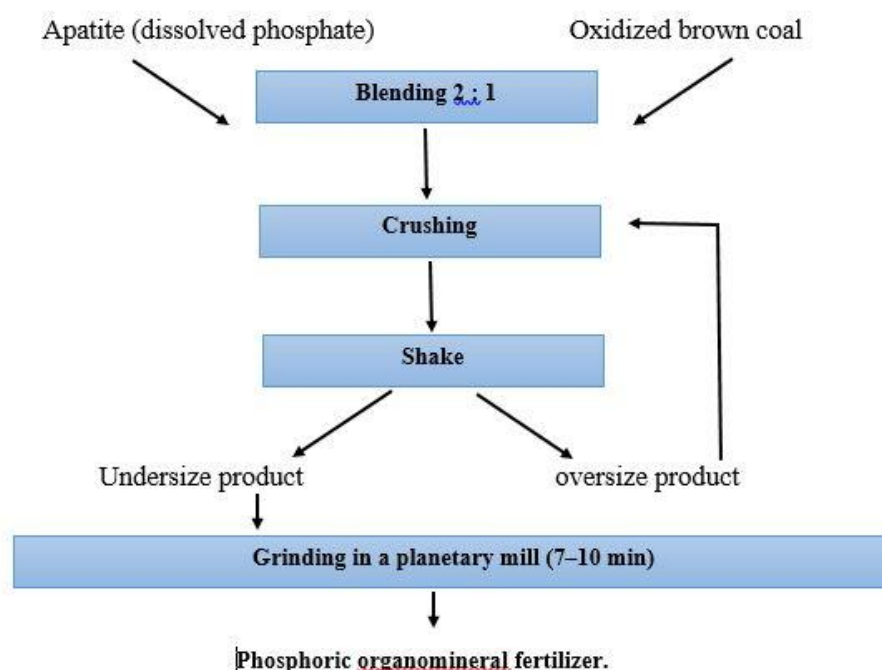 Apatite (dissolved phosphate) Oxidized brown coal
Blending 2 : 1
Crushing
Shake
Undersize product oversize product
Grinding in a planetary mill (7–10 min)
Phosphoric organomineral fertilizer.